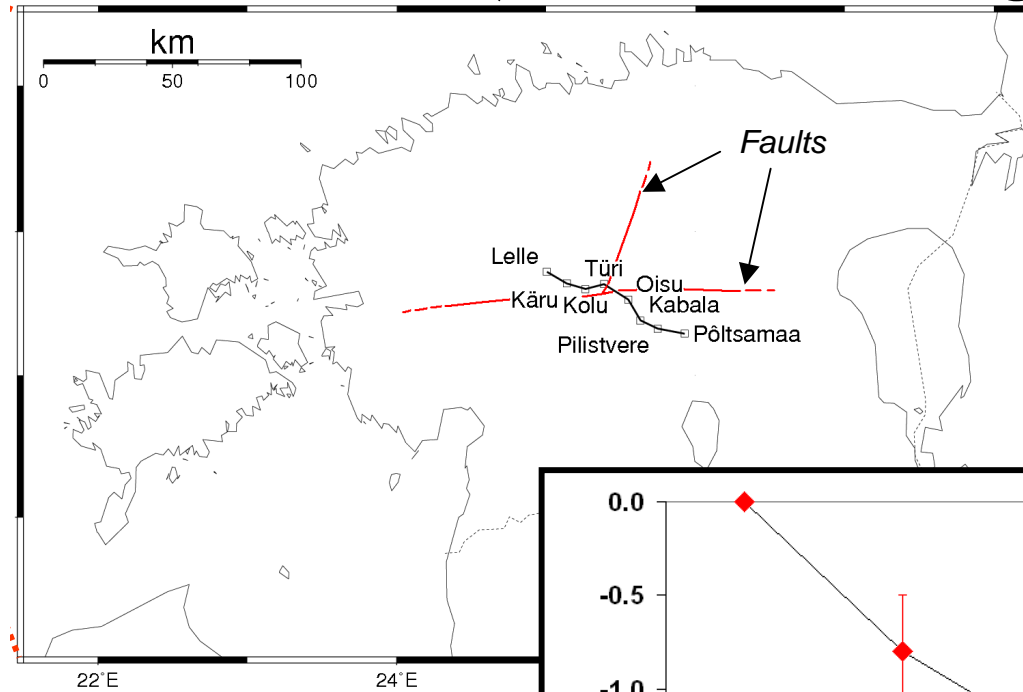 km
0 50 100
Faults
Lelle
Türi
Oisu
Käru Kolu
Kabala
Pilistvere
Pôltsamaa
0.0
-0.5
-1.0
22°E 24°E